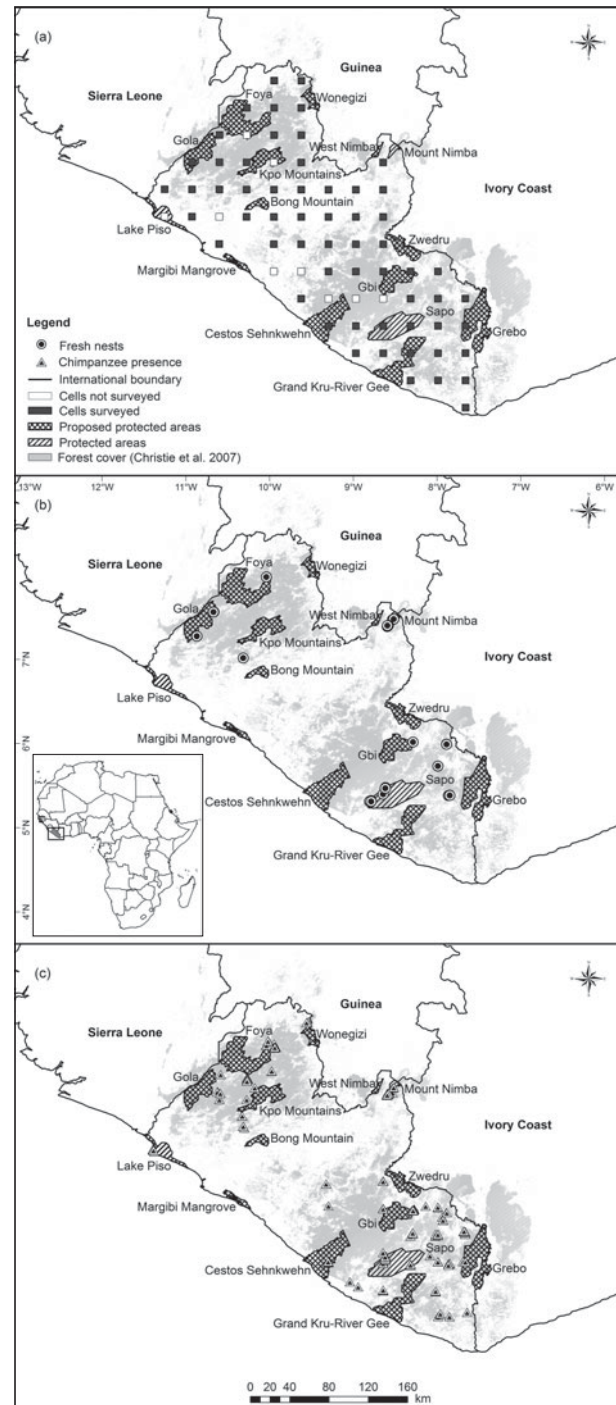 (a)
Guinea
Sierra Leone
Foya
Wonegizi
Gola
West Nimba
Mount Nimba
Kpo Mountains
Ivory Coast
Bong Mountain
Lake Piso
Zwedru
Margibi Mangrove
Gbi
Legend
Sapo
Fresh nests
Cestos Sehnkwehn
Grebo
Chimpanzee presence
International boundary
Grand Kru-River Gee
Cells not surveyed
Cells surveyed
Proposed protected areas
Protected areas
Forest cover (Christie et al. 2007)
13°W 12°W 11°W 10°W 9°W 8°W 7°W 6°W
(b)
Guinea
Sierra Leone
Foya
Wonegizi
Gola
West Nimba
Mount Nimba
Kpo Mountains
7°N
Ivory Coast
Bong Mountain
Lake Piso
Zwedru
Margibi Mangrove
6°N
Gbi
Sapo
Cestos Sehnkwehn
Grebo
5°N
Grand Kru-River Gee
4°N
(c)
Guinea
Sierra Leone
Foya
Wonegizi
Gola
West Nimba
Mount Nimba
Kpo Mountains
Ivory Coast
Bong Mountain
Lake Piso
Zwedru
Margibi Mangrove
Gbi
Sapo
Cestos Sehnkwehn
Grebo
Grand Kru-River Gee
0 20 40 80 120 160
km